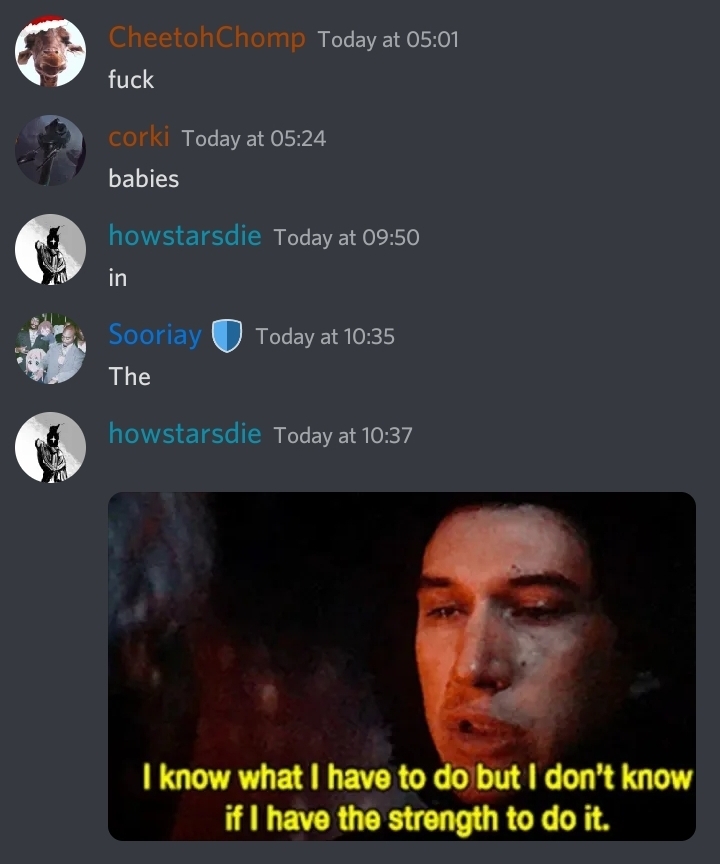 CheetohChomp Today at 05:01
fuck
corki Today at 05:24
babies
howstarsdie Today at 09:50
in
Sooriay Today at 10:35
The
howstarsdie Today at 10:37
I know what I have to do but I don't know
if I have the strength to do it.